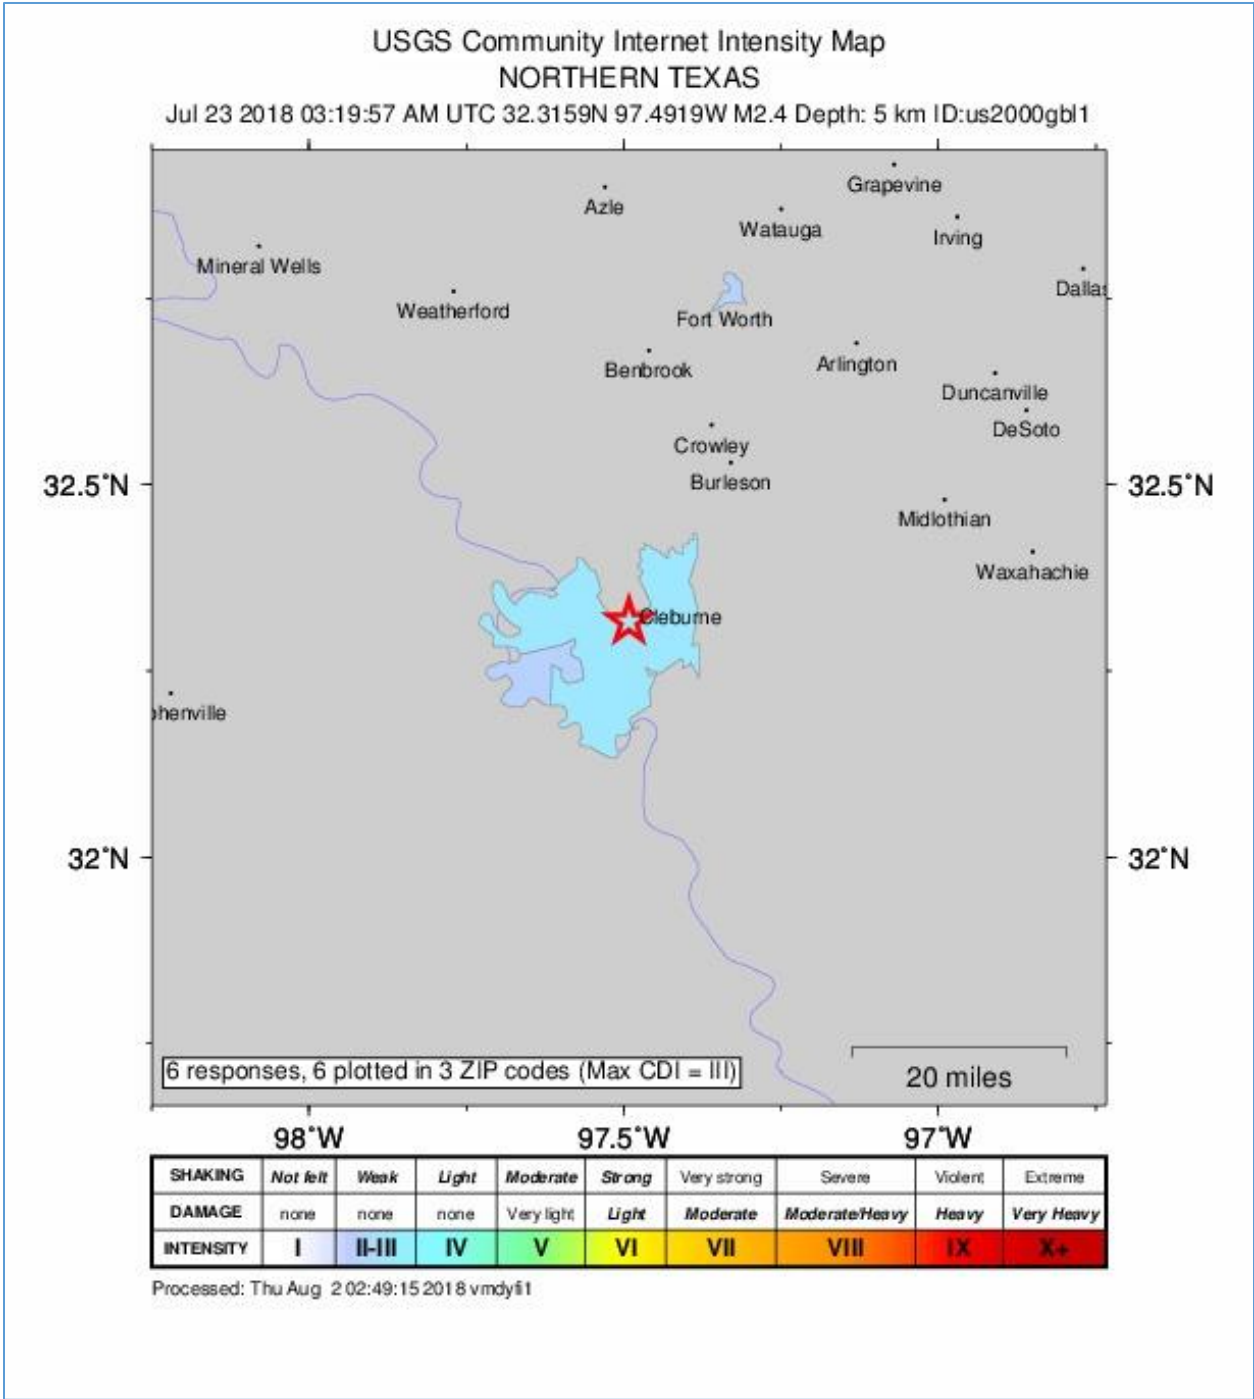 USGS Community Internet Intensity Map
NORTHERN TEXAS
Jul 23 2018 03:19:57 AM UTC 32.3159N 97.4919W M2.4 Depth: 5 km ID:us2000gbl1
Grapevine
Azle
Watauga
Irving
Mineral Wells
Dallas
Weatherford
Fort Worth
Benbrook
Arlington
Duncanville
DeSoto
Crowley
Burleson
32.5°N
32.5°N
Midlothian
Waxahachie
Cleburne
phenville
32°N
32°N
6 responses, 6 plotted in 3 ZIP codes (Max CDI = III)
20 miles
98°W
97.5°W
97°W
SHAKING Not felt Weak Light Moderate Strong Very strong Severe Violent Extreme
DAMAGE none none none Very light Light Moderate Moderate/Heavy Heavy Very Heavy
INTENSITY I II-III IV V VI VII VIII IX X+
Processed: Thu Aug 2 02:49:15 2018 vmdyfi1